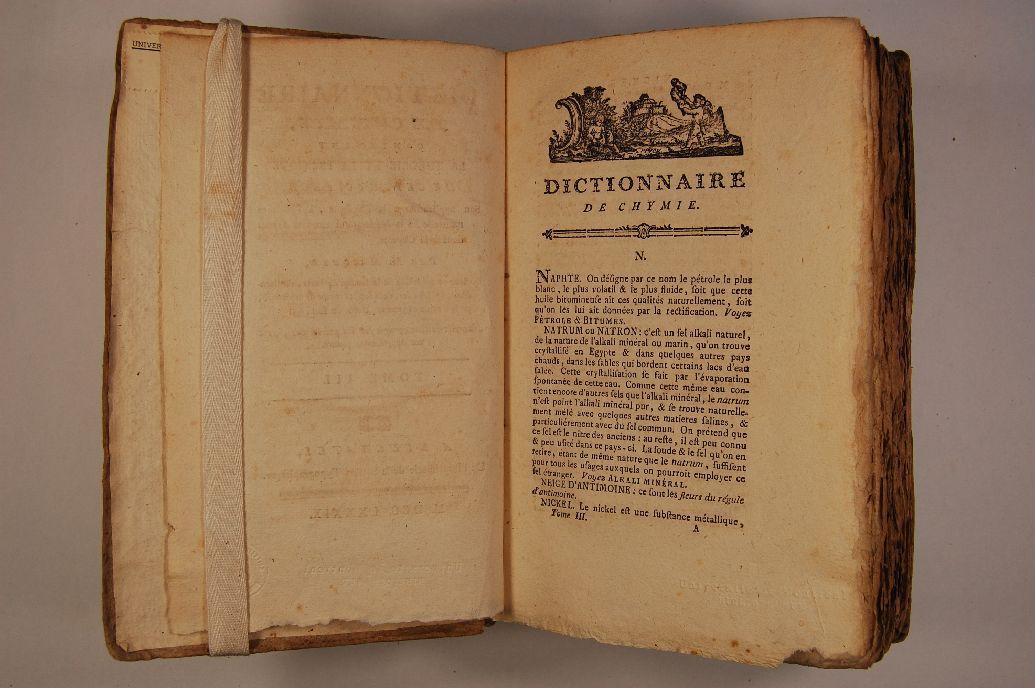 UNIVER
DICTIONNAIRE
DE CHYMIE.
N.
NAPHTE. On déſigne par ce nom le pétrole le plus
blanc, le plus volatil & le plus fluide, ſoit que cette
huile bitumineuſe ait ces qualités naturellement, ſoit
qu'on les lui ait données par la rectification. Voyez
PÉTROLE & BITUMES.
NATRUM ou NATRON : c'eſt un ſel alkali naturel,
de la nature de l'alkali minéral ou marin, qu'on trouve
cryſtalliſé en Egypte & dans quelques autres pays
chauds, dans les ſables qui bordent certains lacs d'eau
ſalée. Cette cryſtalliſation ſe fait par l'évaporation
ſpontanée de cette eau. Comme cette même eau con-
tient encore d'autres ſels que l'alkali minéral, le natrum
n'eſt point l'alkali minéral pur, & ſe trouve naturelle-
ment mêlé avec quelques autres matieres ſalines, &
particuliérement avec du ſel commun. On prétend que
ce ſel eſt le nitre des anciens : au reſte, il eſt peu connu
& peu uſité dans ce pays-ci. La ſoude & le ſel qu'on en
retire, étant de même nature que le natrum, ſuffiſent
pour tous les uſages auxquels on pourroit employer ce
ſel étranger. Voyez ALKALI MINÉRAL.
NEIGE D'ANTIMOINE : ce ſont les fleurs du régule
d'antimoine.
NICKEL. Le nickel eſt une ſubſtance métallique,
Tome III. A